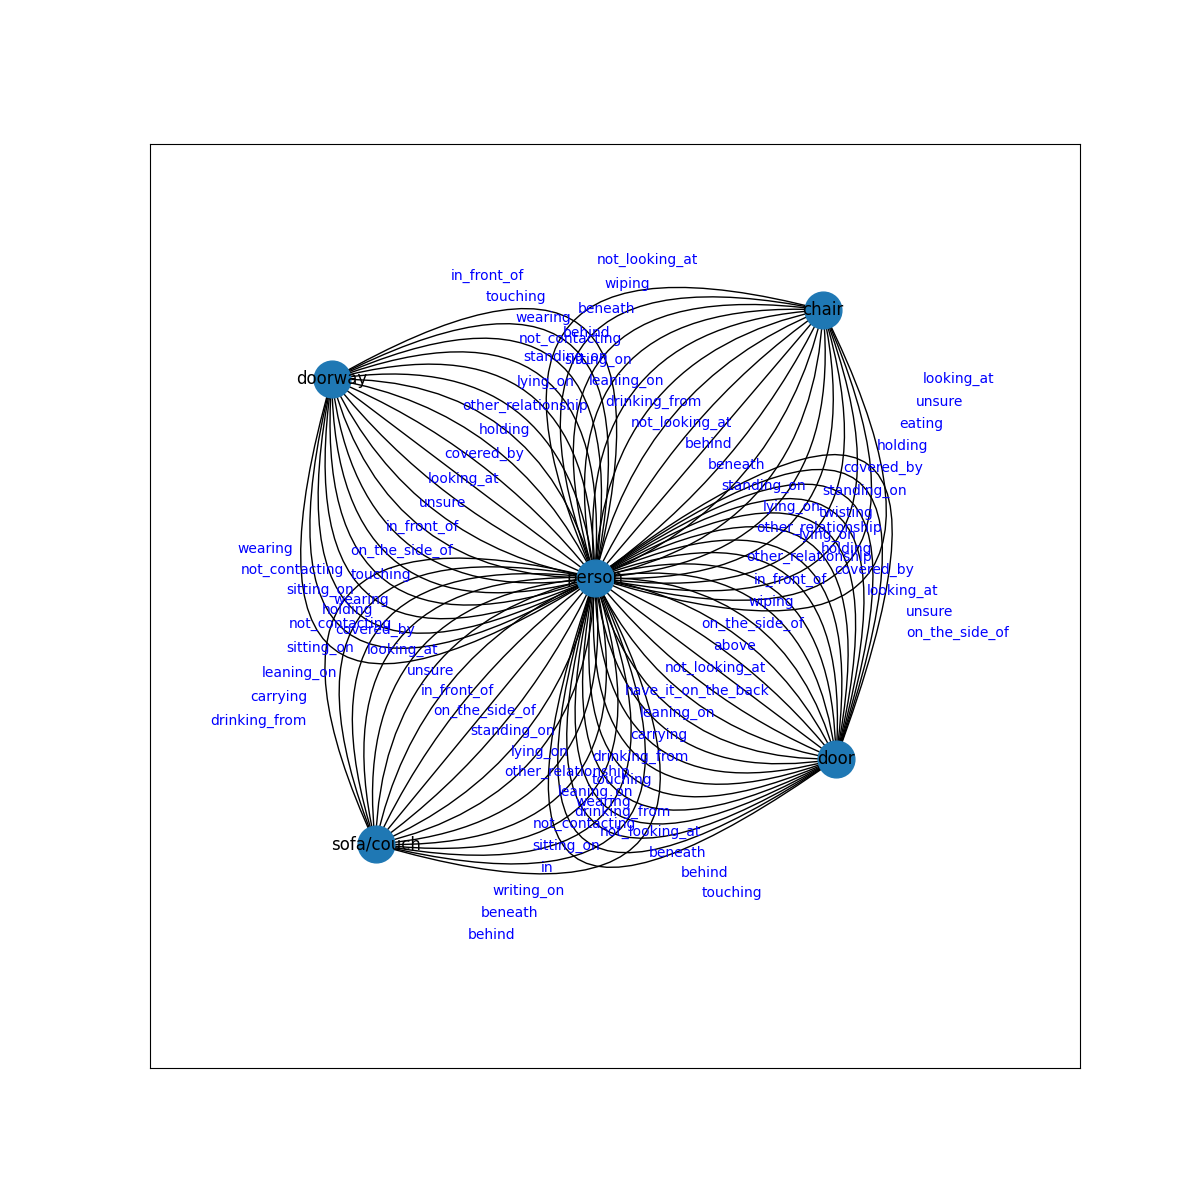 not_looking_at
in_front_of
wiping
touching
beneath
chair
wearing
behind
not_contacting
standing_on
sitting_on
doorway
looking_at
lying_on
leaning_on
unsure
other_relationship
drinking_from
not_looking_at
eating
holding
behind
holding
covered_by
beneath
covered_by
looking_at
standing_on
standing_on
unsure
lying_on
twisting
in_front_of
other_relationship
lying_on
wearing
on_the_side_of
holding
other_relationship
not_contacting
touching
person
in_front_of
covered_by
sitting_on
looking_at
wearing
wiping
holding
unsure
not_contacting
covered_by
on_the_side_of
on_the_side_of
sitting_on
looking_at
above
leaning_on
unsure
not_looking_at
carrying
in_front_of
have_it_on_the_back
drinking_from
on_the_side_of
leaning_on
standing_on
carrying
lying_on
drinking_from
door
other_relationship
touching
leaning_on
wearing
drinking_from
not_contacting
not_looking_at
sofa/couch
sitting_on
beneath
in
behind
writing_on
touching
beneath
behind